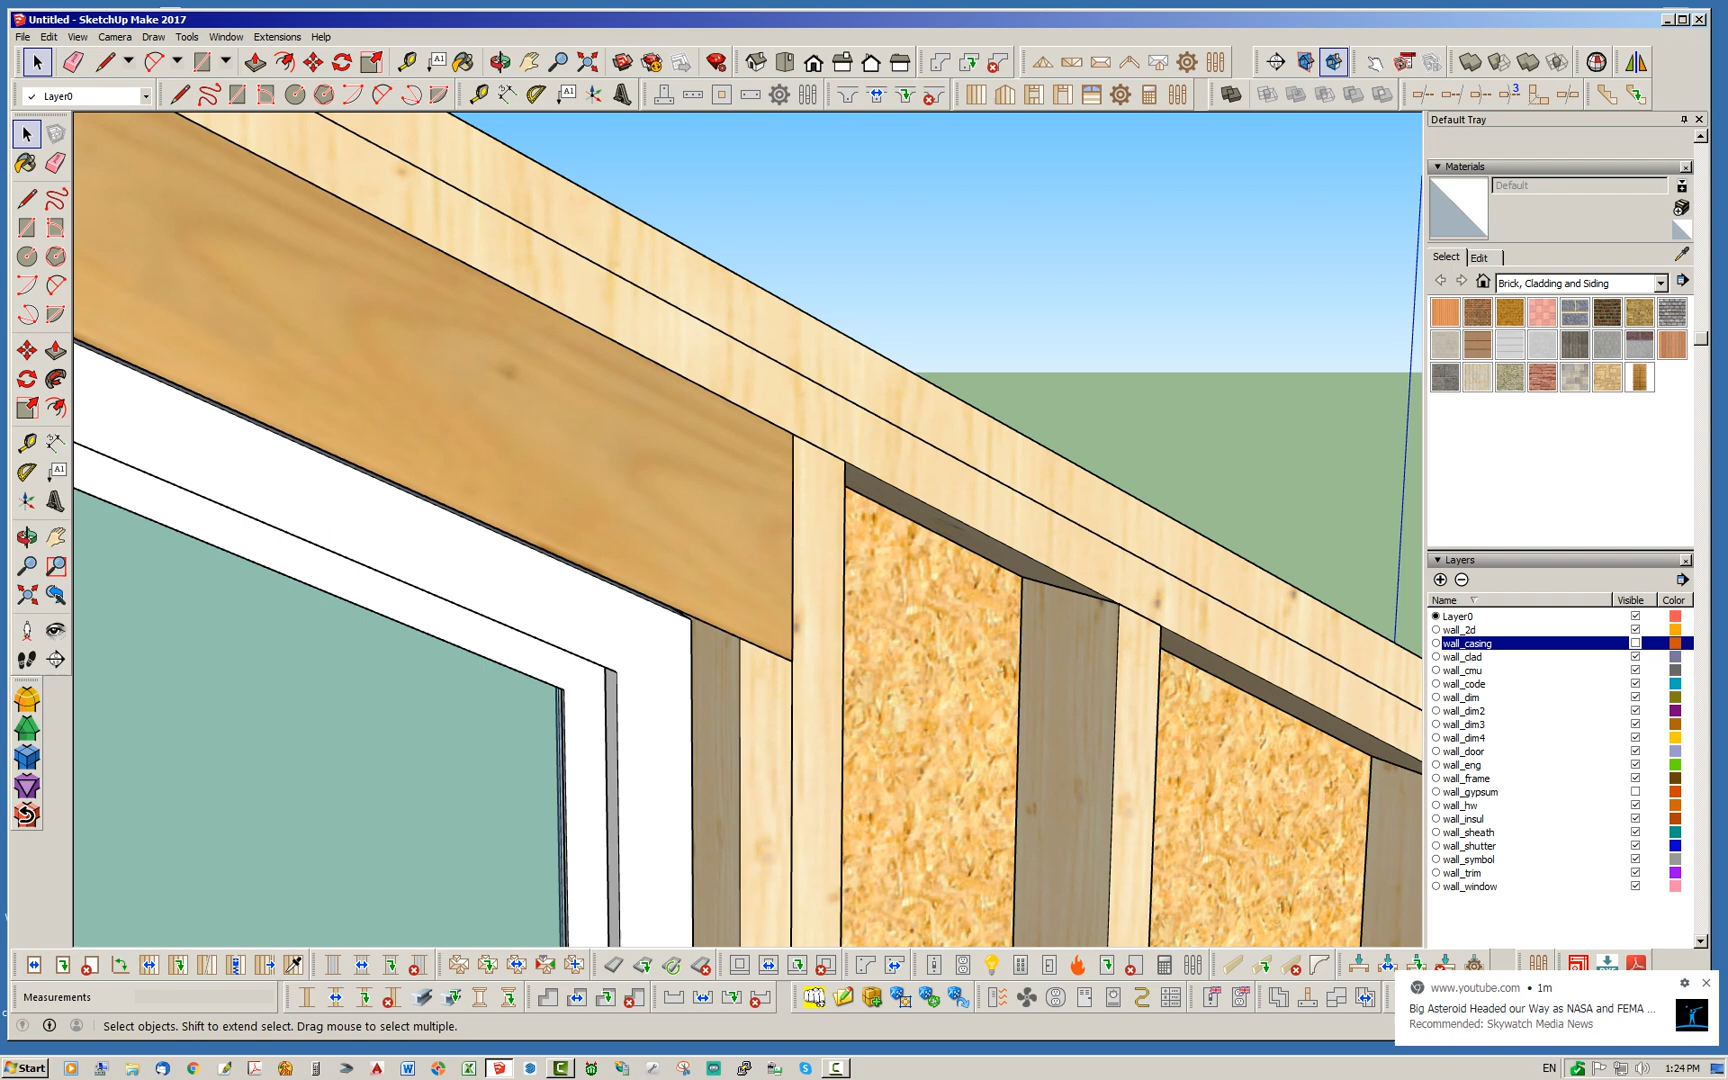 Untitled - SketchUp Make 2017
File Edit View Camera Draw Tools Window Extensions Help
A1
Layer0
A1
3
Default Tray
Materials
Default
Select Edit
Brick, Cladding and Siding
A1
Layers
Name Visible Color
Layer0
wall_2d
wall_casing
wall_clad
wall_cmu
wall_code
wall_dim
wall_dim2
wall_dim3
wall_dim4
wall_door
wall_eng
wall_frame
wall_gypsum
wall_hw
wall_insul
wall_sheath
wall_shutter
wall_symbol
wall_trim
wall_window
Measurements
www.youtube.com • 1m
Big Asteroid Headed our Way as NASA and FEMA ...
Recommended: Skywatch Media News
Select objects. Shift to extend select. Drag mouse to select multiple.
Start
EN
1:24 PM